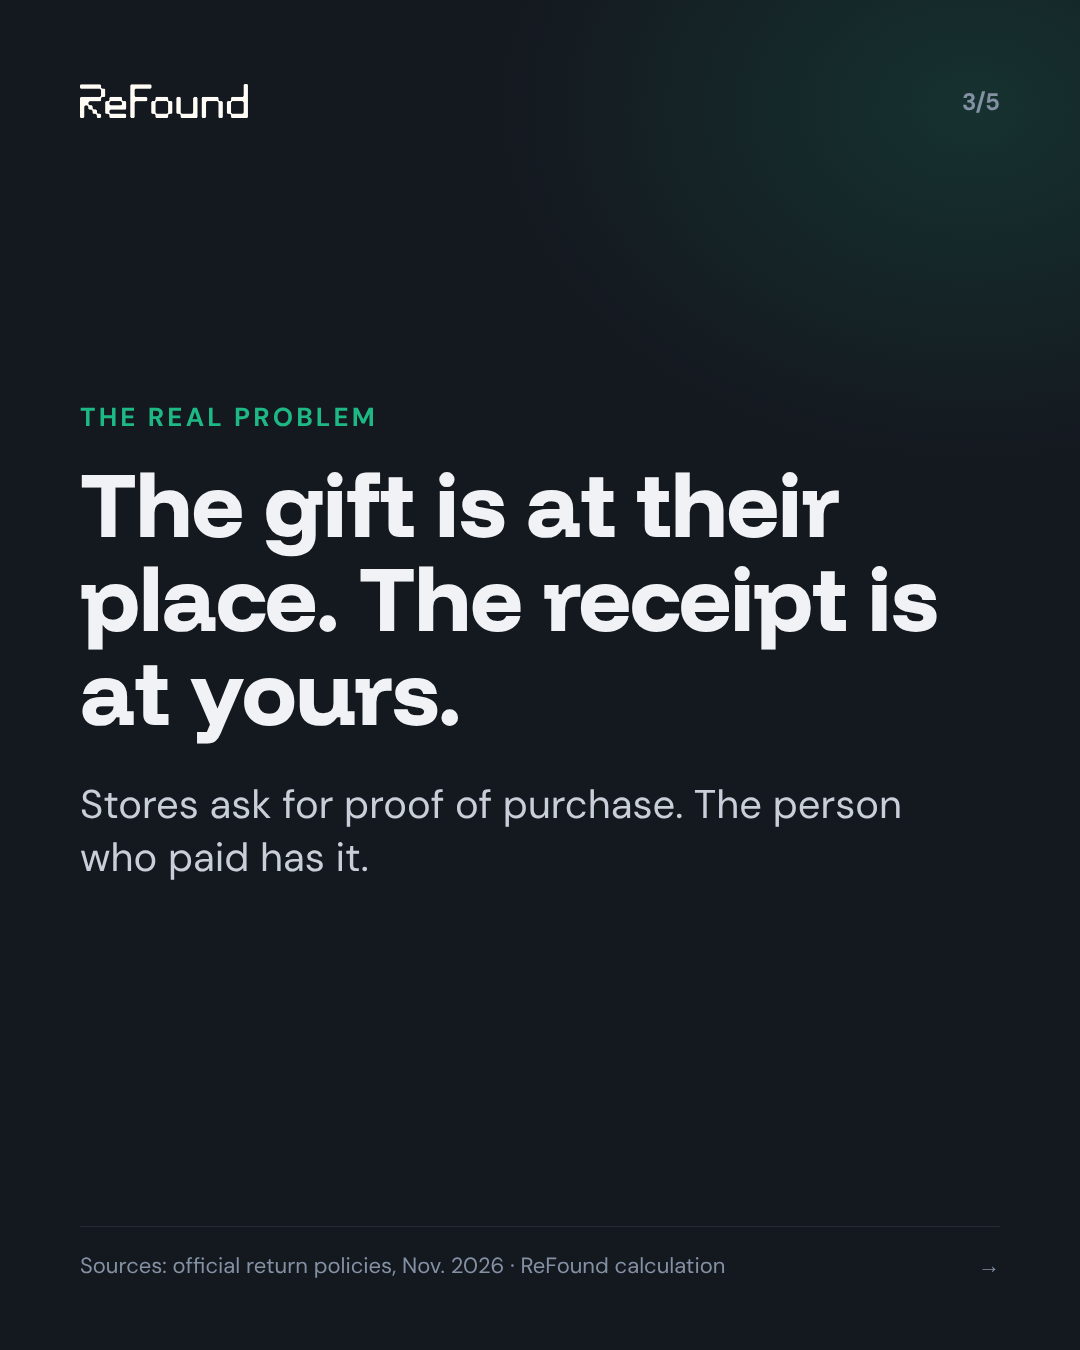 ReFound
3/5
THE REAL PROBLEM
The gift is at their
place. The receipt is
at yours.
Stores ask for proof of purchase. The person
who paid has it.
Sources: official return policies, Nov. 2026 · ReFound calculation
→